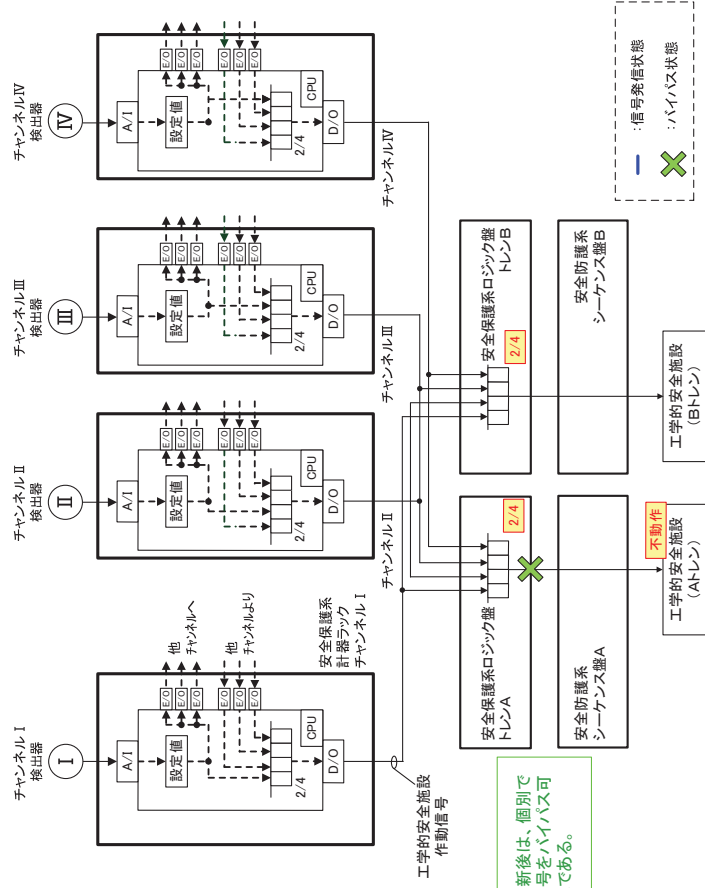 チャンネルⅠ
検出器
Ⅰ
A/I
設定値
E/O
E/O
E/O
他
チャンネルへ
E/O
E/O
E/O
他
チャンネルより
2/4
CPU
D/O
安全保護系
計器ラック
チャンネルⅠ
工学的安全施設
作動信号
チャンネルⅡ
検出器
Ⅱ
A/I
設定値
E/O
E/O
E/O
E/O
E/O
E/O
2/4
CPU
D/O
チャンネルⅡ
チャンネルⅢ
検出器
Ⅲ
A/I
設定値
E/O
E/O
E/O
E/O
E/O
E/O
2/4
CPU
D/O
チャンネルⅢ
チャンネルⅣ
検出器
Ⅳ
A/I
設定値
E/O
E/O
E/O
E/O
E/O
E/O
2/4
CPU
D/O
チャンネルⅣ
安全保護系ロジック盤
トレンA
2/4
安全保護系ロジック盤
トレンB
2/4
安全防護系
シーケンス盤A
安全防護系
シーケンス盤B
不動作
工学的安全施設
(Aトレン)
工学的安全施設
(Bトレン)
新後は、個別で
号をバイパス可
である。
:信号発信状態
:バイパス状態